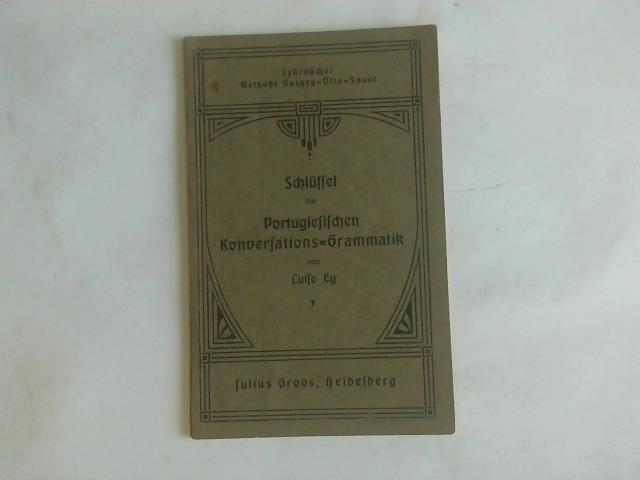 Lehrbücher
Methode Gaspey=Otto=Sauer
Schlüſſel
zur
Portugieſiſchen
Konverſations=Grammatik
von
Luiſe Ey
Julius Groos, Heidelberg